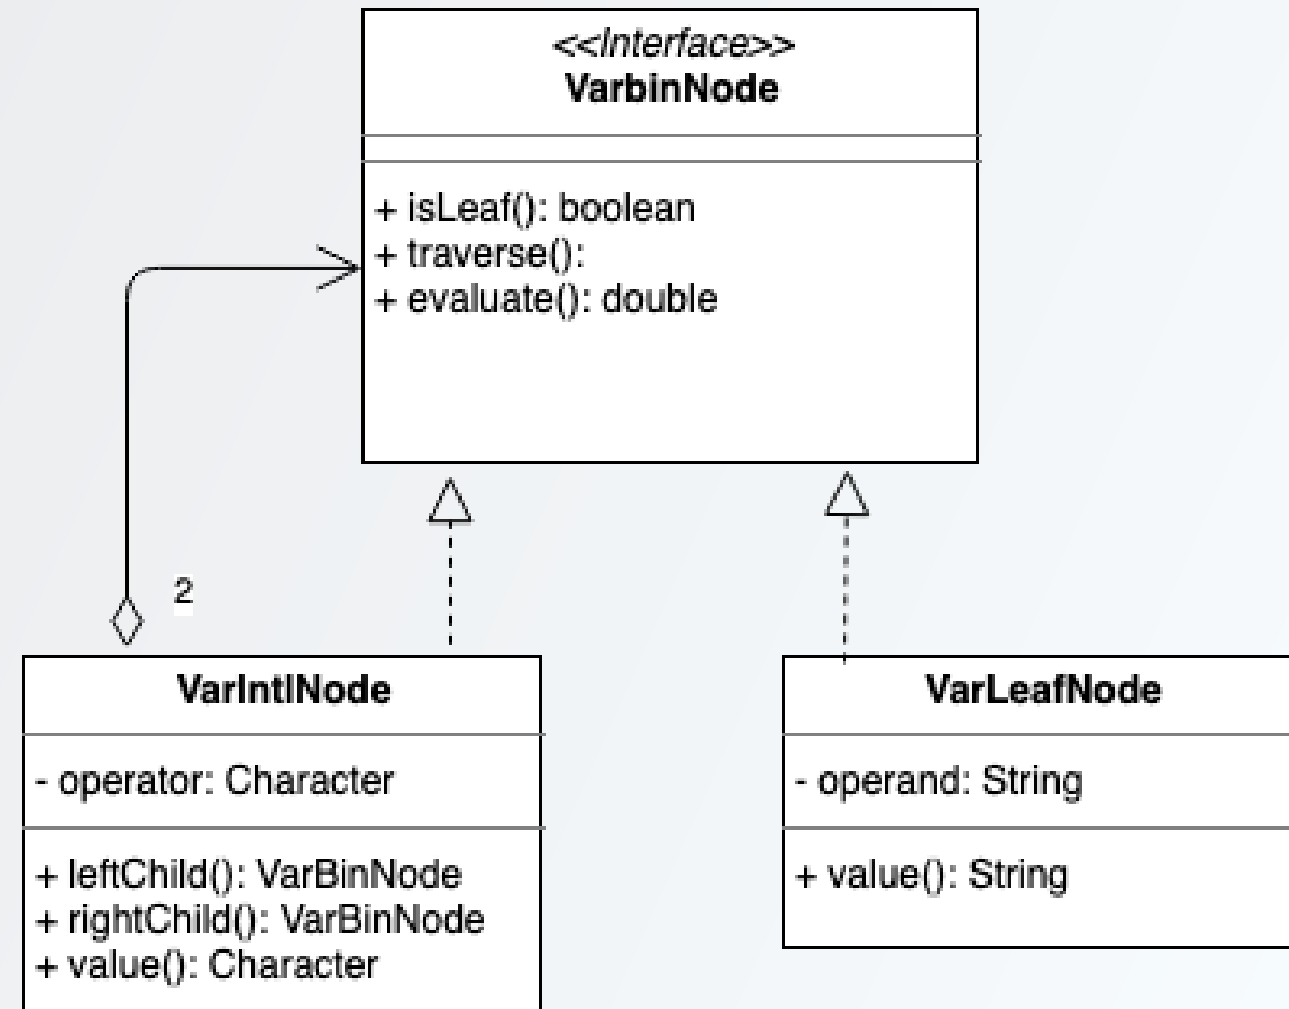 <<Interface>>
VarbinNode
+ isLeaf(): boolean
+ traverse():
+ evaluate(): double
2
VarIntlNode
- operator: Character
+ leftChild(): VarBinNode
+ rightChild(): VarBinNode
+ value(): Character
VarLeafNode
- operand: String
+ value(): String